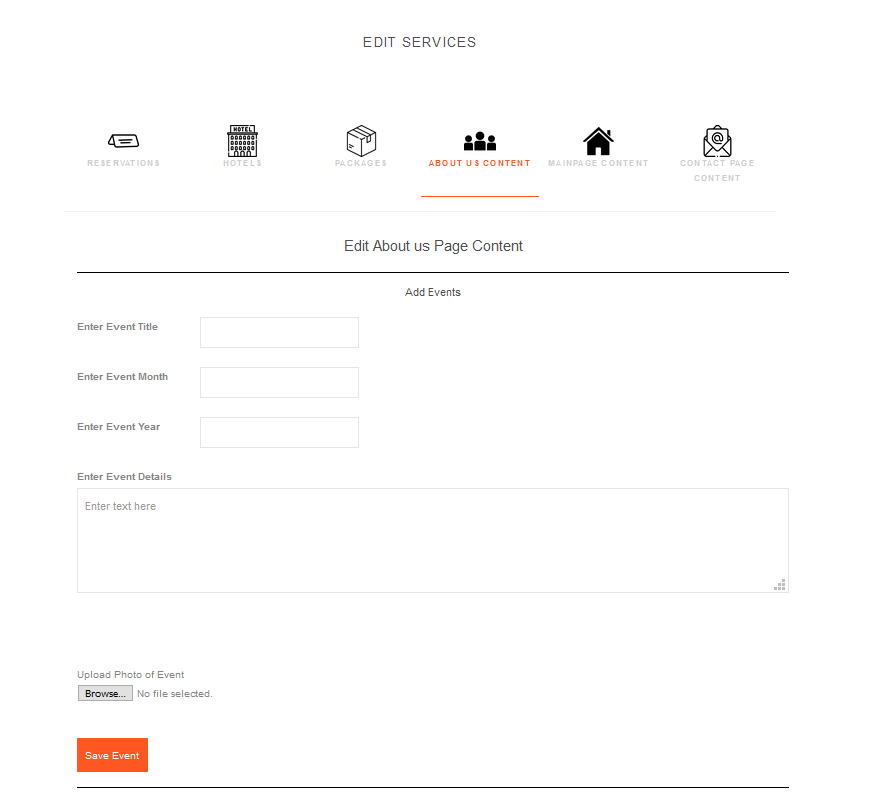 EDIT SERVICES
HOTEL
@
RESERVATIONS
HOTELS
PACKAGES
ABOUT US CONTENT
MAINPAGE CONTENT
CONTACT PAGE
CONTENT
Edit About us Page Content
Add Events
Enter Event Title
Enter Event Month
Enter Event Year
Enter Event Details
Enter text here
Upload Photo of Event
Browse... No file selected.
Save Event